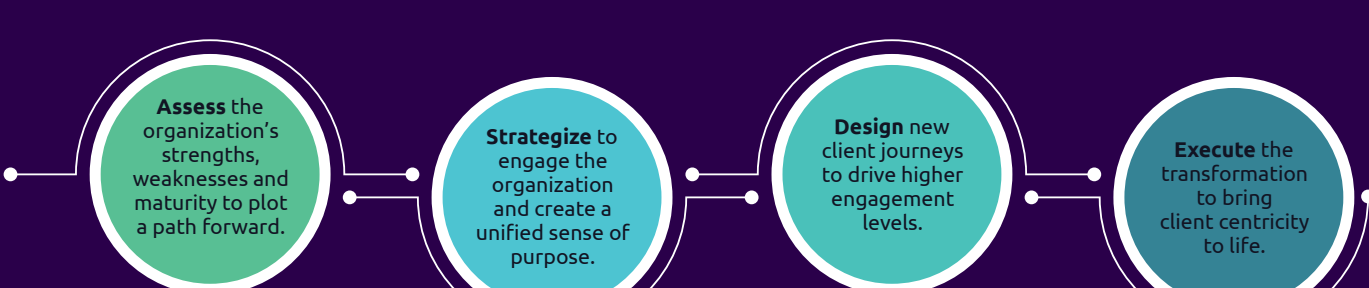 Assess the
organization’s
strengths,
weaknesses and
maturity to plot
a path forward.
Strategize to
engage the
organization
and create a
unified sense of
purpose.
Design new
client journeys
to drive higher
engagement
levels.
Execute the
transformation
to bring
client centricity
to life.